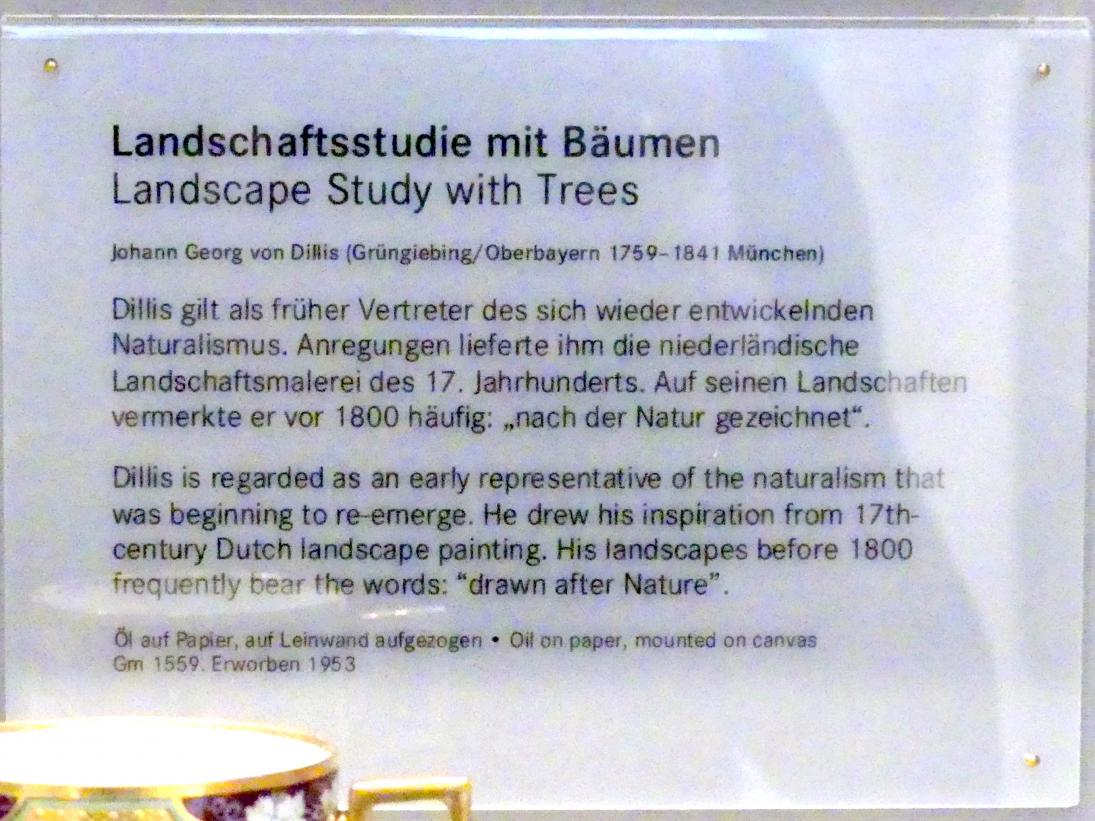 Landschaftsstudie mit Bäumen
Landscape Study with Trees
Johann Georg von Dillis (Grüngiebing/Oberbayern 1759–1841 München)
Dillis gilt als früher Vertreter des sich wieder entwickelnden
Naturalismus. Anregungen lieferte ihm die niederländische
Landschaftsmalerei des 17. Jahrhunderts. Auf seinen Landschaften
vermerkte er vor 1800 häufig: „nach der Natur gezeichnet“.
Dillis is regarded as an early representative of the naturalism that
was beginning to re-emerge. He drew his inspiration from 17th-
century Dutch landscape painting. His landscapes before 1800
frequently bear the words: “drawn after Nature”.
Öl auf Papier, auf Leinwand aufgezogen • Oil on paper, mounted on canvas
Gm 1559. Erworben 1953